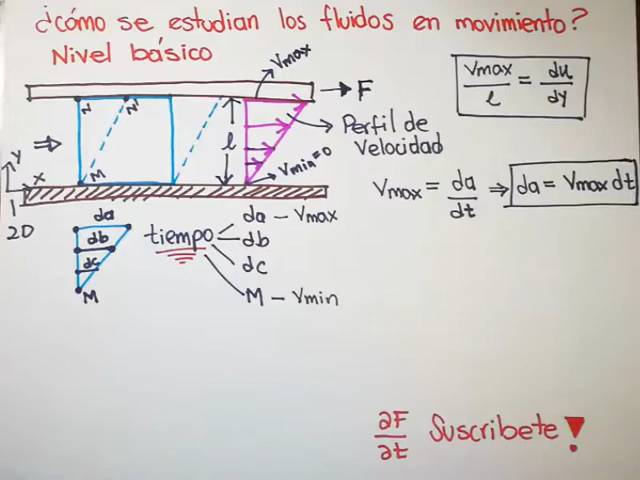 ¿cómo se estudian los fluidos en movimiento?
Nivel básico
Vmax
F
Vmax/l = du/dy
N N'
l
Perfil de
velocidad
Vmin=0
M
Y
X
2D
Vmax = da/dt ⇒ da = Vmax dt
da
db
dc
M
tiempo
da - Vmax
db
dc
M - Vmin
∂F/∂t Suscribete!